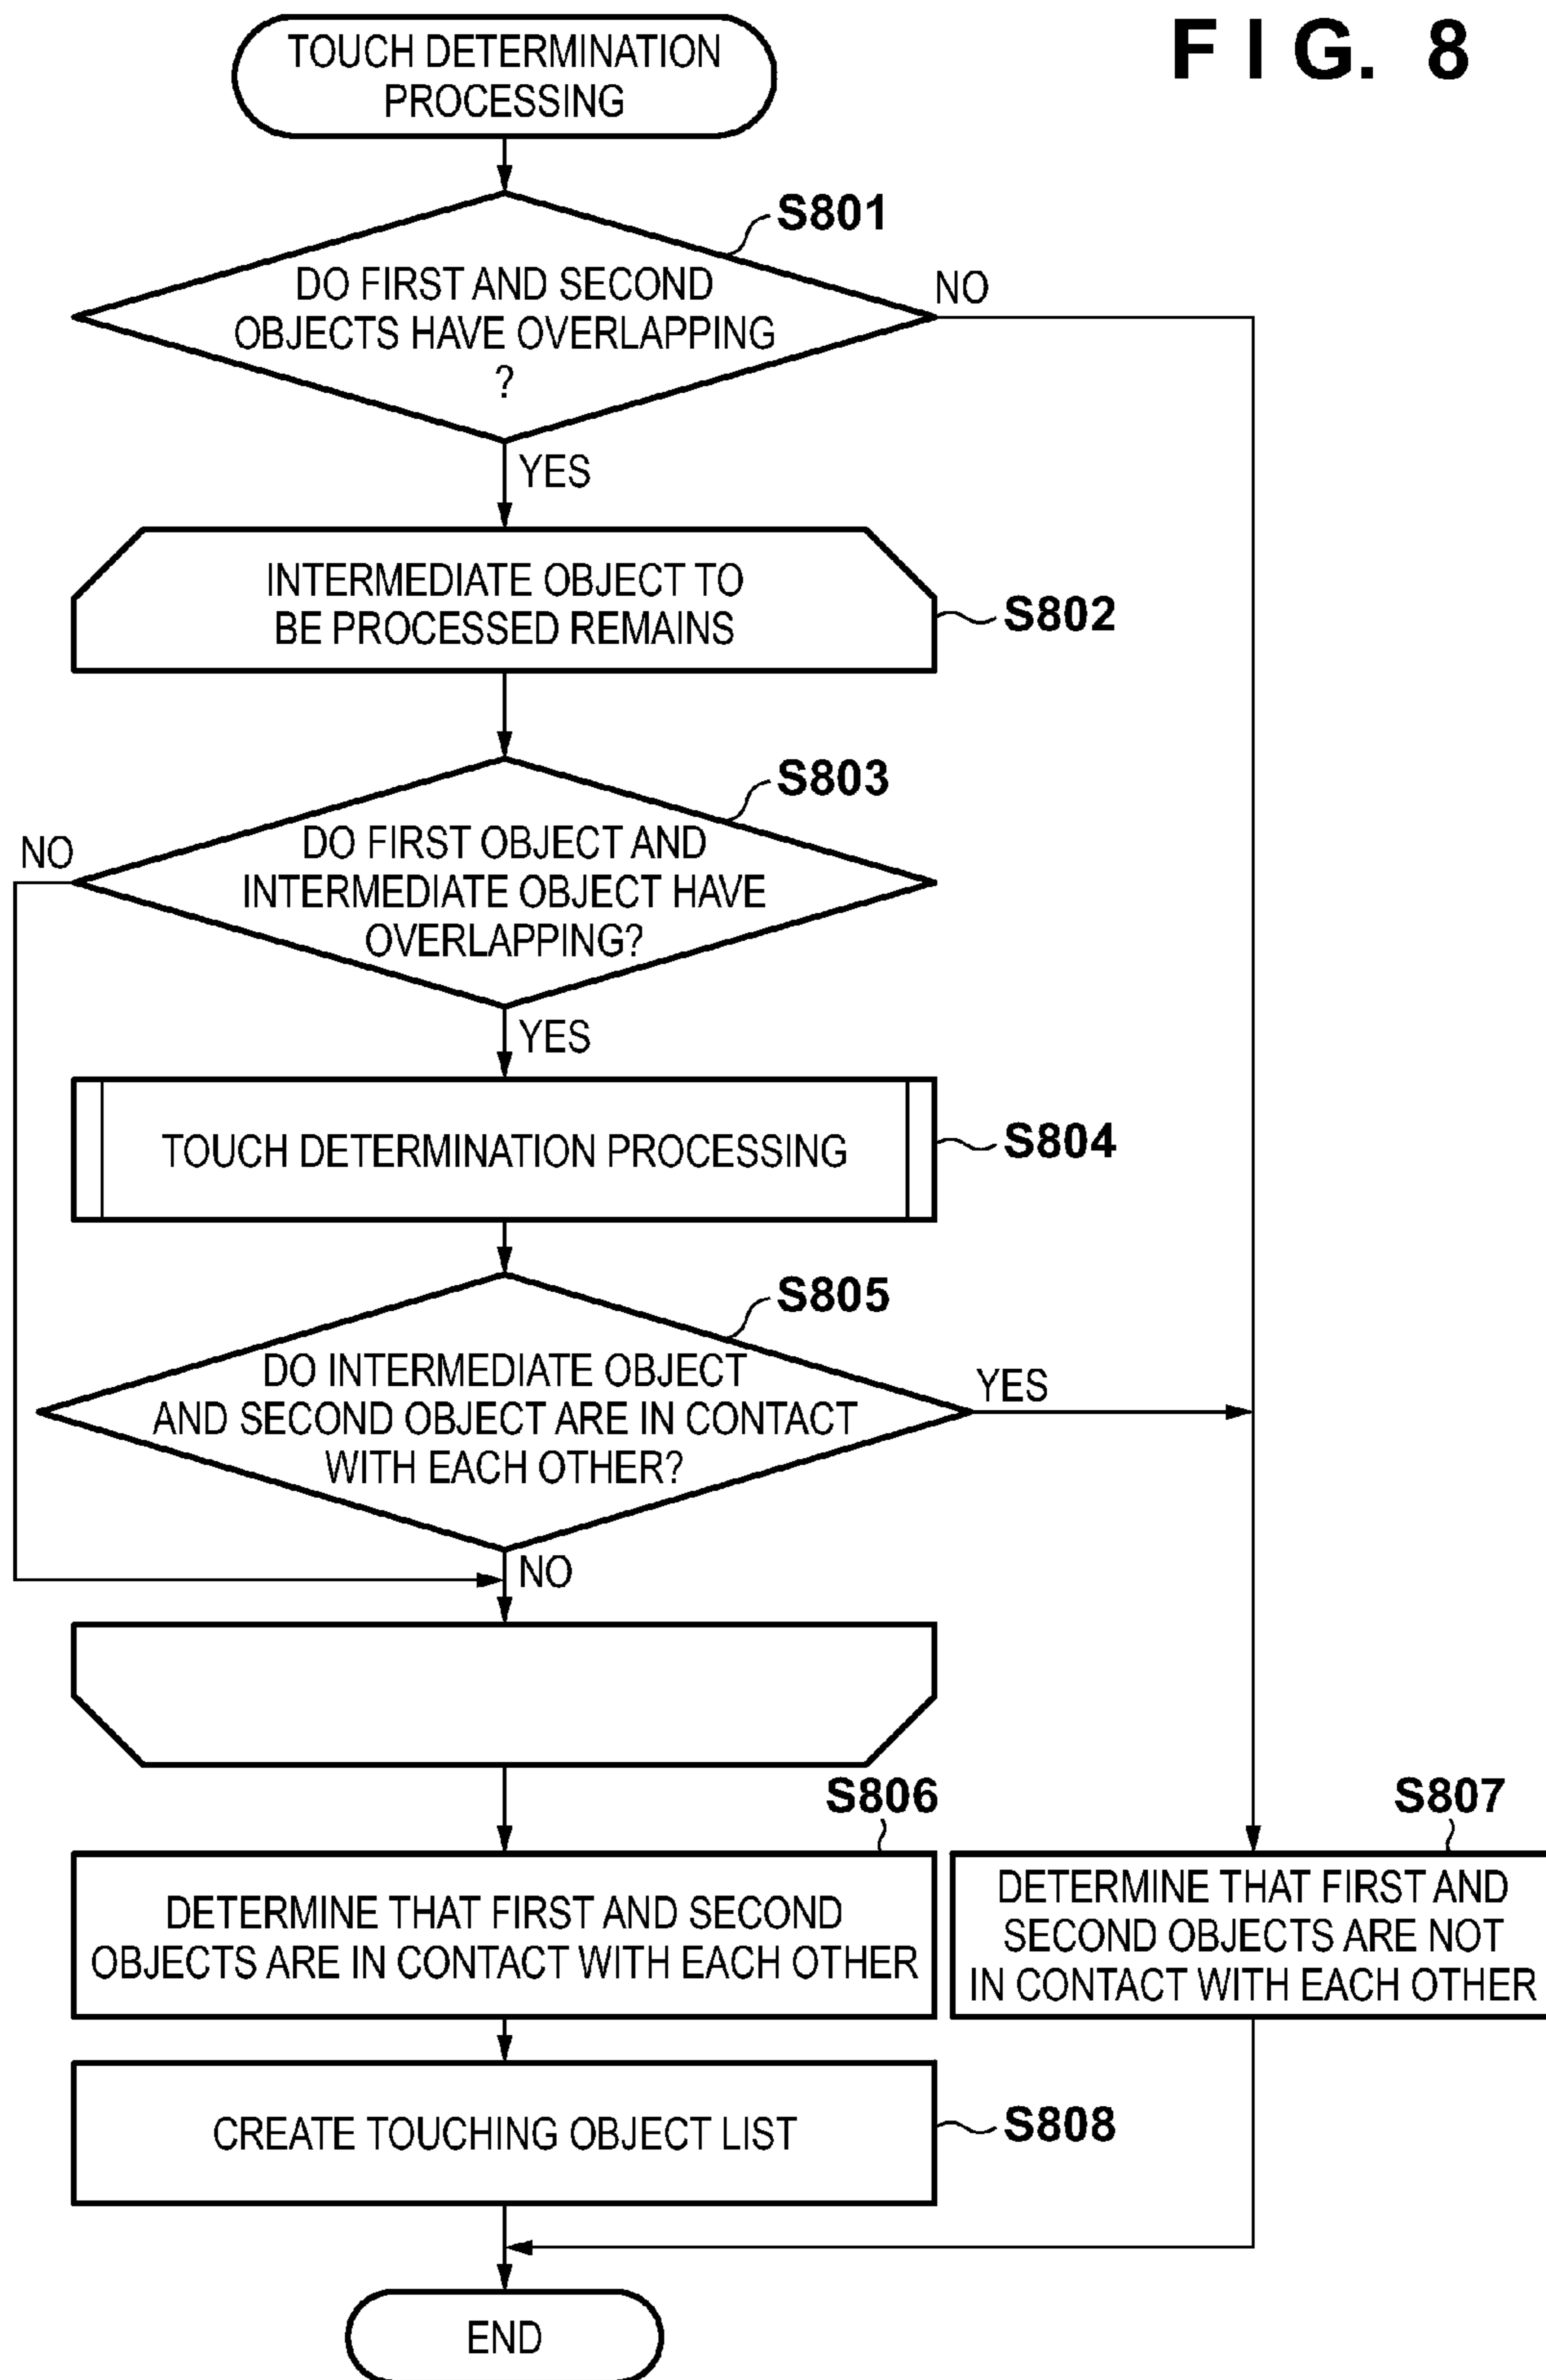 FIG. 8
TOUCH DETERMINATION
PROCESSING
S801
DO FIRST AND SECOND
OBJECTS HAVE OVERLAPPING
?
NO
YES
INTERMEDIATE OBJECT TO
BE PROCESSED REMAINS
S802
S803
DO FIRST OBJECT AND
INTERMEDIATE OBJECT HAVE
OVERLAPPING?
NO
YES
TOUCH DETERMINATION PROCESSING
S804
S805
DO INTERMEDIATE OBJECT
AND SECOND OBJECT ARE IN CONTACT
WITH EACH OTHER?
YES
NO
S806
DETERMINE THAT FIRST AND SECOND
OBJECTS ARE IN CONTACT WITH EACH OTHER
S807
DETERMINE THAT FIRST AND
SECOND OBJECTS ARE NOT
IN CONTACT WITH EACH OTHER
CREATE TOUCHING OBJECT LIST
S808
END